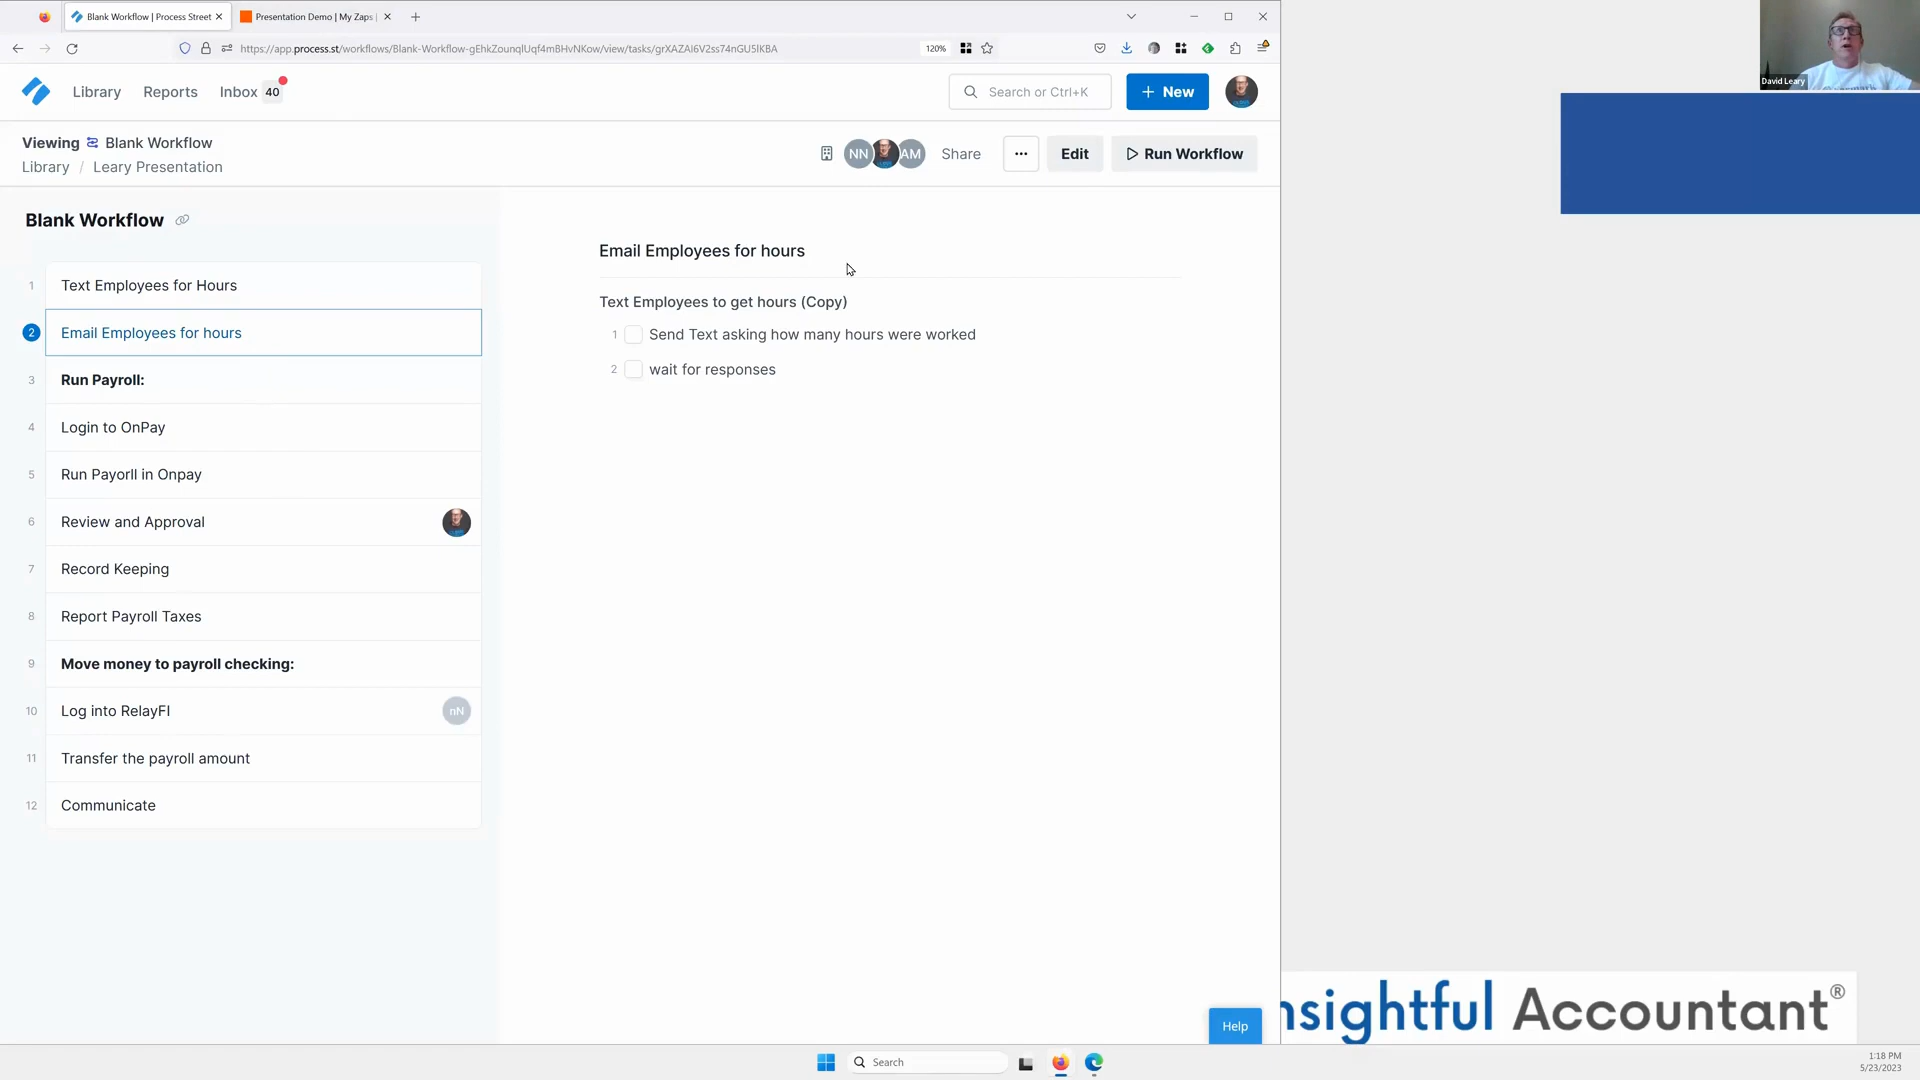 Blank Workflow | Process Street
Presentation Demo | My Zaps |
https://app.process.st/workflows/Blank-Workflow-gEhkZounqIUqf4mBHvNKow/view/tasks/grXAZAI6V2ss74nGU5lKBA
120%
David Leary
Library
Reports
Inbox 40
Search or Ctrl+K
New
Viewing Blank Workflow
Library / Leary Presentation
NN
AM
Share
Edit
Run Workflow
Blank Workflow
1 Text Employees for Hours
2 Email Employees for hours
3 Run Payroll:
4 Login to OnPay
5 Run Payorll in Onpay
6 Review and Approval
7 Record Keeping
8 Report Payroll Taxes
9 Move money to payroll checking:
10 Log into RelayFI nN
11 Transfer the payroll amount
12 Communicate
Email Employees for hours
Text Employees to get hours (Copy)
1 Send Text asking how many hours were worked
2 wait for responses
Help
nsightful Accountant®
Search
1:18 PM
5/23/2023